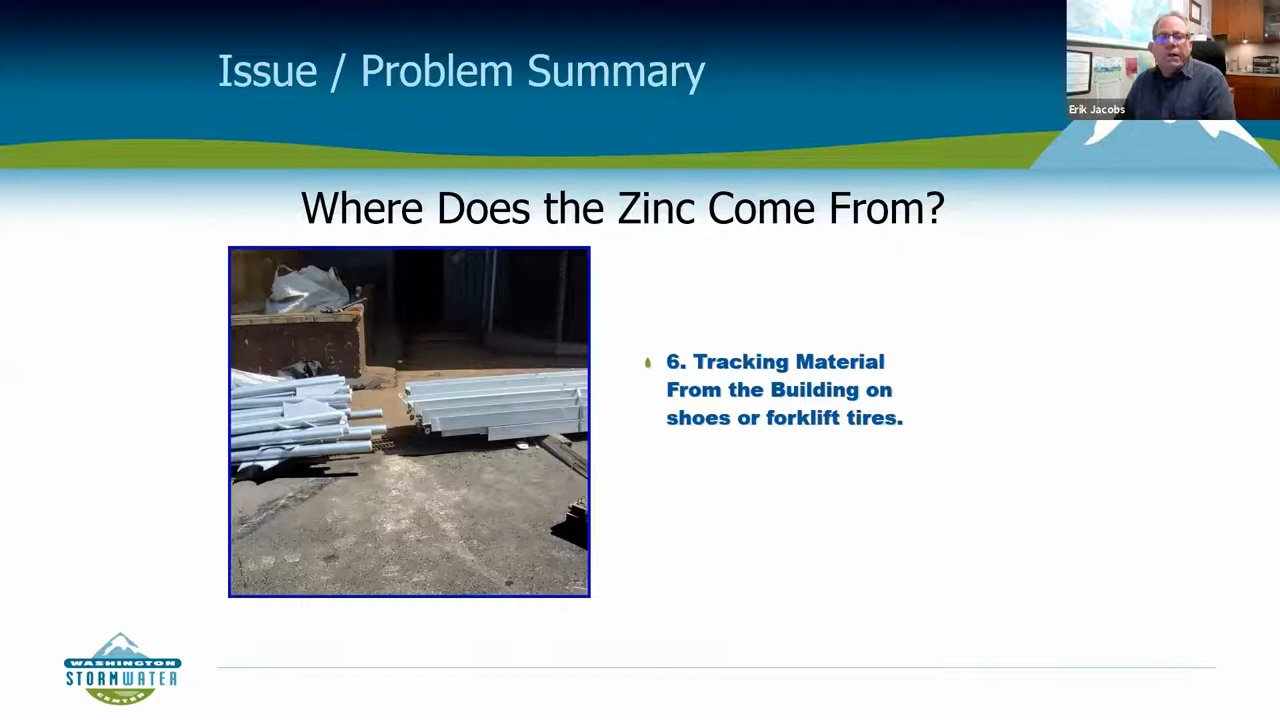 Issue / Problem Summary
Erik Jacobs
Where Does the Zinc Come From?
6. Tracking Material
From the Building on
shoes or forklift tires.
WASHINGTON
STORMWATER
CENTER